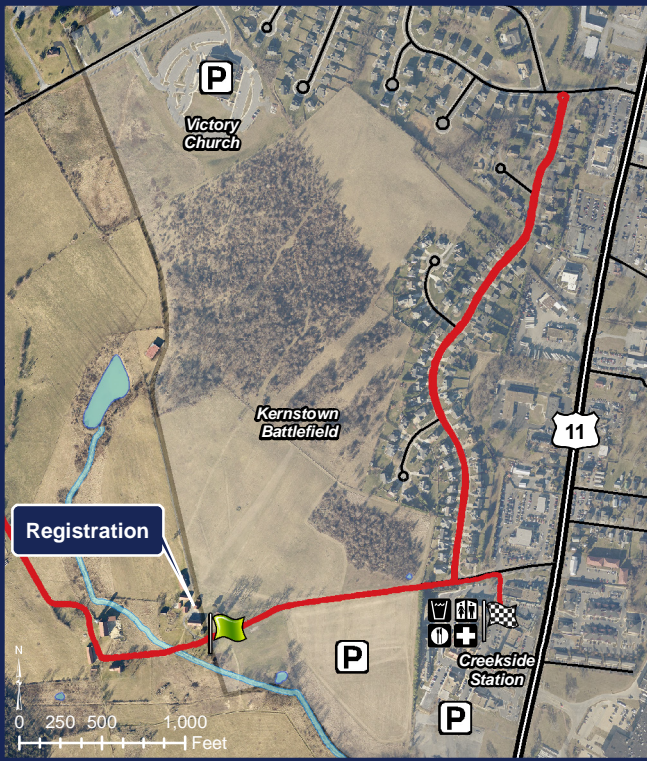 P
Victory
Church
Kernstown
Battlefield
11
Registration
P
Creekside
Station
P
N
0 250 500 1,000
Feet